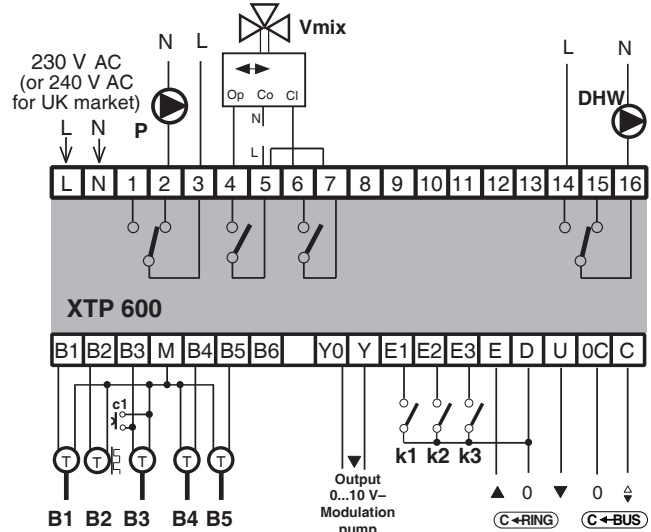 Vmix
N L
230 V AC
(or 240 V AC
for UK market)
P
Op Co Cl
N
L
L N
DHW
L N
L N 1 2 3 4 5 6 7 8 9 10 11 12 13 14 15 16
XTP 600
B1 B2 B3 M B4 B5 B6 Y0 Y E1 E2 E3 E D U 0C C
c1
T T T T T
k1 k2 k3
Output
0...10 V–
Modulation
pump
0 0
B1 B2 B3 B4 B5
C RING C BUS